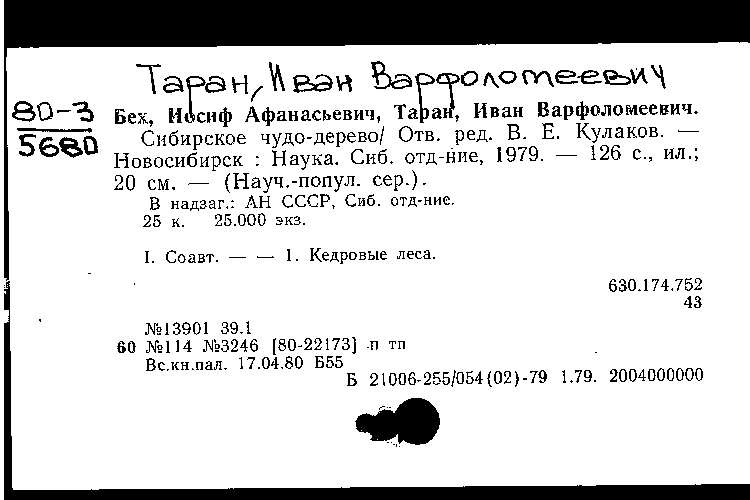 Таран, Иван Варфоломеевич
80-3
5680
Бех, Иосиф Афанасьевич, Таран, Иван Варфоломеевич.
Сибирское чудо-дерево/ Отв. ред. В. Е. Кулаков. —
Новосибирск : Наука. Сиб. отд-ние, 1979. — 126 с., ил.;
20 см. — (Науч.-попул. сер.).
В надзаг.: АН СССР, Сиб. отд-ние.
25 к. 25.000 экз.
I. Соавт. — — 1. Кедровые леса.
630.174.752
43
№13901 39.1
60 №114 №3246 [80-22173] п тп
Вс.кн.пал. 17.04.80 Б55
Б 21006-255/054(02)-79 1.79. 2004000000